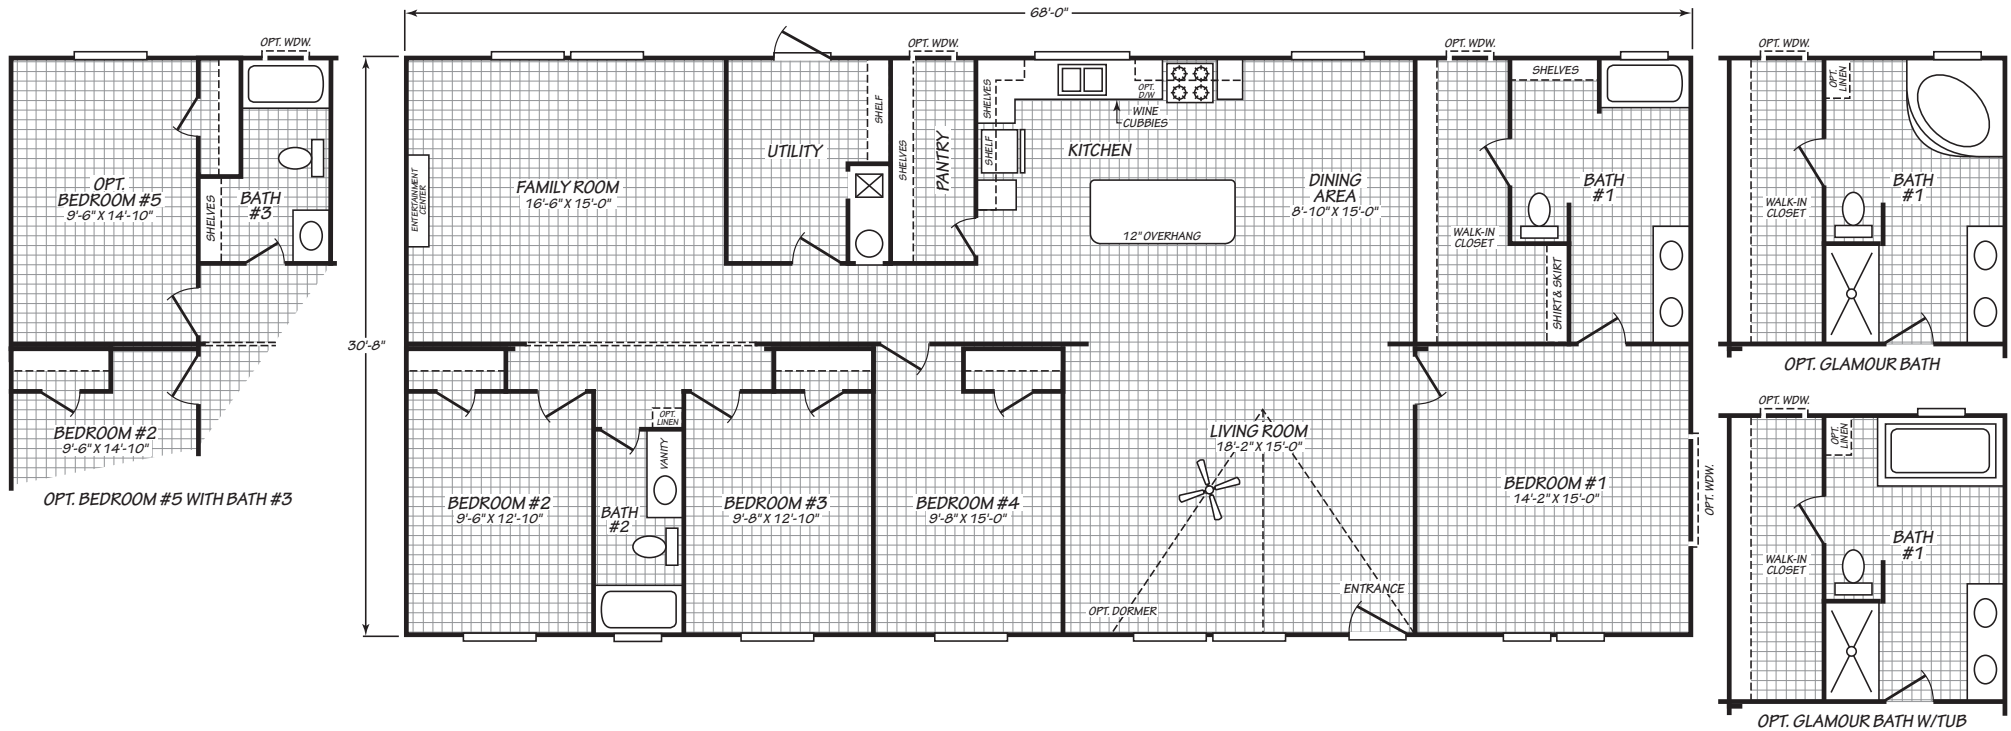 68'-0"
30'-8"
OPT. WDW.
OPT.
BEDROOM #5
9'-6" X 14'-10"
SHELVES
BATH
#3
BEDROOM #2
9'-6" X 14'-10"
OPT. BEDROOM #5 WITH BATH #3
ENTERTAINMENT
CENTER
FAMILY ROOM
16'-6" X 15'-0"
UTILITY
SHELF
OPT. WDW.
SHELVES
PANTRY
SHELVES
SHELF
OPT.
D/W
WINE
CUBBIES
KITCHEN
12" OVERHANG
DINING
AREA
8'-10" X 15'-0"
OPT. WDW.
SHELVES
WALK-IN
CLOSET
SHIRT & SKIRT
BATH
#1
BEDROOM #2
9'-6" X 12'-10"
OPT.
LINEN
VANITY
BATH
#2
BEDROOM #3
9'-8" X 12'-10"
BEDROOM #4
9'-8" X 15'-0"
LIVING ROOM
18'-2" X 15'-0"
OPT. DORMER
ENTRANCE
BEDROOM #1
14'-2" X 15'-0"
OPT. WDW.
OPT. WDW.
OPT.
LINEN
WALK-IN
CLOSET
BATH
#1
OPT. GLAMOUR BATH
OPT. WDW.
OPT.
LINEN
WALK-IN
CLOSET
BATH
#1
OPT. GLAMOUR BATH W/TUB